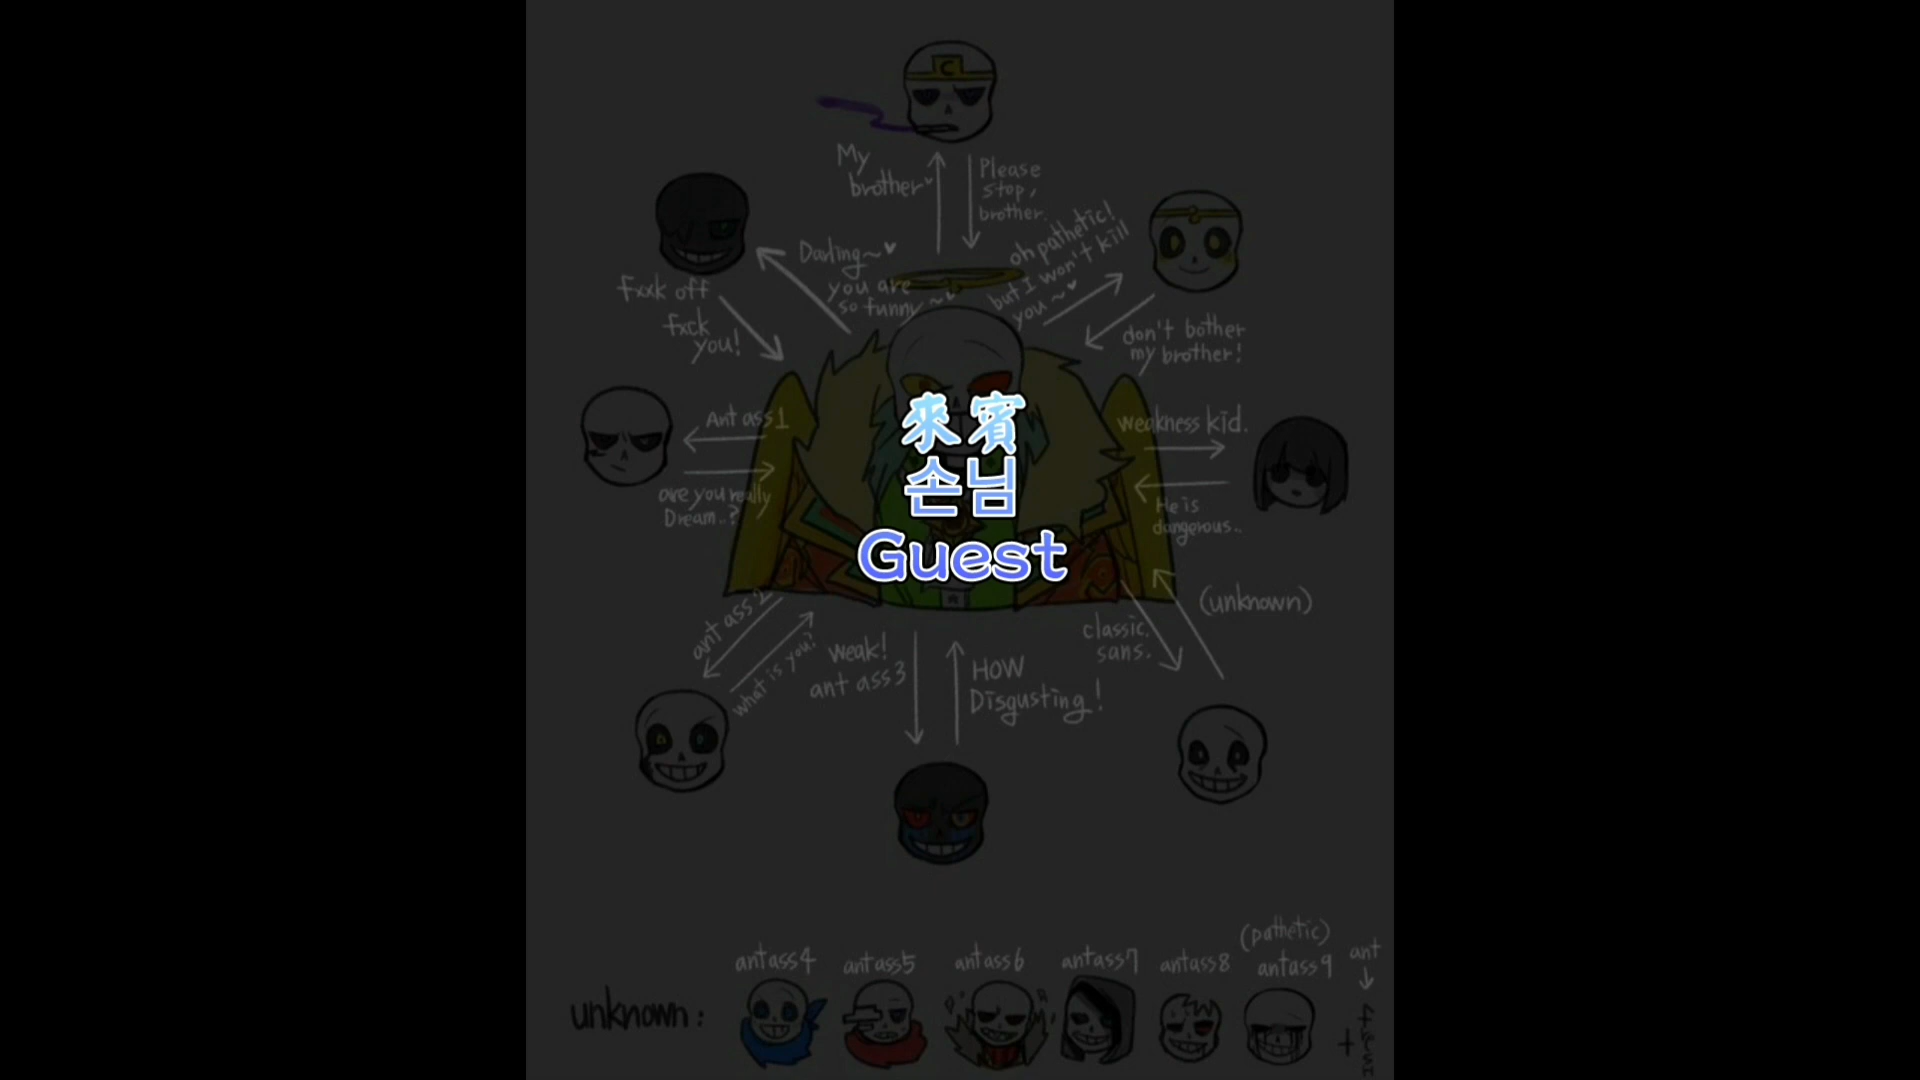 C
My
brother
Please
stop,
brother.
Darling~♥
you are
so funny~
oh pathetic!
but I won't kill
you~♥
fxxk off
fxck
you!
don't bother
my brother!
Ant ass1
are you really
Dream..?
weakness kid.
He is
dangerous..
來賓
손님
Guest
ant ass2
what is you?
weak!
ant ass3
HOW
Disgusting!
classic
sans.
(unknown)
unknown:
antass4
antass5
antass6
antass7
antass8
(pathetic)
antass9
ant